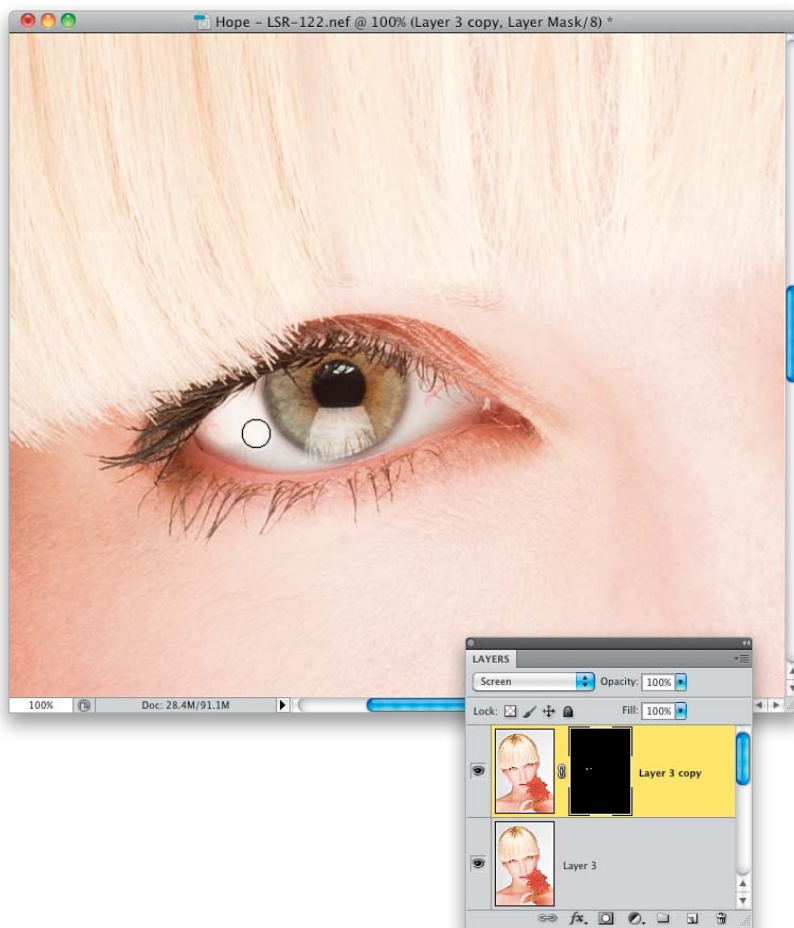 Hope – LSR-122.nef @ 100% (Layer 3 copy, Layer Mask/8) *
100%
Doc: 28.4M/91.1M
LAYERS
Screen
Opacity: 100%
Lock:
Fill: 100%
Layer 3 copy
Layer 3
fx.